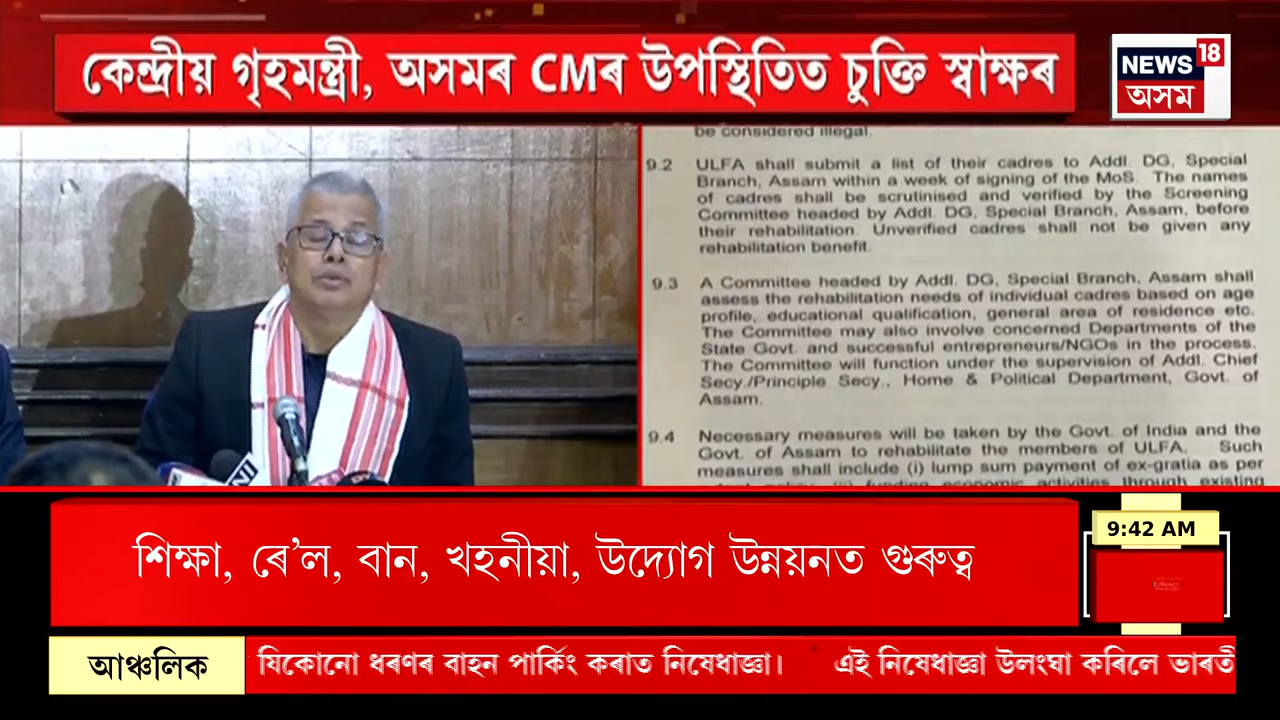 কেন্দ্ৰীয় গৃহমন্ত্ৰী, অসমৰ CMৰ উপস্থিতিত চুক্তি স্বাক্ষৰ
NEWS 18
অসম
be considered illegal.
9.2 ULFA shall submit a list of their cadres to Addl. DG, Special
Branch, Assam within a week of signing of the MoS. The names
of cadres shall be scrutinised and verified by the Screening
Committee headed by Addl. DG, Special Branch, Assam, before
their rehabilitation. Unverified cadres shall not be given any
rehabilitation benefit.
9.3 A Committee headed by Addl. DG, Special Branch, Assam shall
assess the rehabilitation needs of individual cadres based on age
profile, educational qualification, general area of residence etc.
The Committee may also involve concerned Departments of the
State Govt. and successful entrepreneurs/NGOs in the process.
The Committee will function under the supervision of Addl. Chief
Secy./Principle Secy., Home & Political Department, Govt. of
Assam.
9.4 Necessary measures will be taken by the Govt. of India and the
Govt. of Assam to rehabilitate the members of ULFA. Such
measures shall include (i) lump sum payment of ex-gratia as per
funding economic activities through existing
শিক্ষা, ৰে'ল, বান, খহনীয়া, উদ্যোগ উন্নয়নত গুৰুত্ব
9:42 AM
আঞ্চলিক
যিকোনো ধৰণৰ বাহন পাৰ্কিং কৰাত নিষেধাজ্ঞা। এই নিষেধাজ্ঞা উলংঘা কৰিলে ভাৰতী